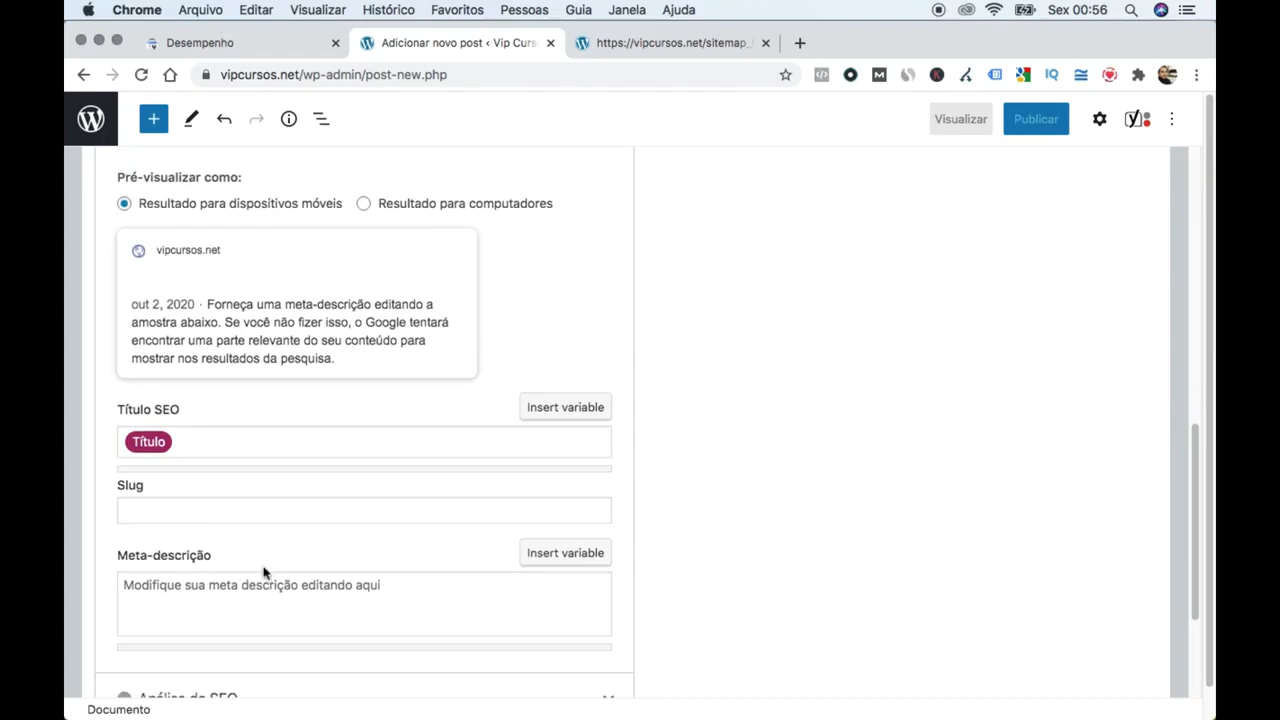 Chrome Arquivo Editar Visualizar Histórico Favoritos Pessoas Guia Janela Ajuda Sex 00:56
Desempenho Adicionar novo post ‹ Vip Curs https://vipcursos.net/sitemap_
vipcursos.net/wp-admin/post-new.php
Visualizar Publicar
Pré-visualizar como:
Resultado para dispositivos móveis Resultado para computadores
vipcursos.net
out 2, 2020 · Forneça uma meta-descrição editando a
amostra abaixo. Se você não fizer isso, o Google tentará
encontrar uma parte relevante do seu conteúdo para
mostrar nos resultados da pesquisa.
Título SEO Insert variable
Título
Slug
Meta-descrição Insert variable
Modifique sua meta descrição editando aqui
Análise de SEO
Documento